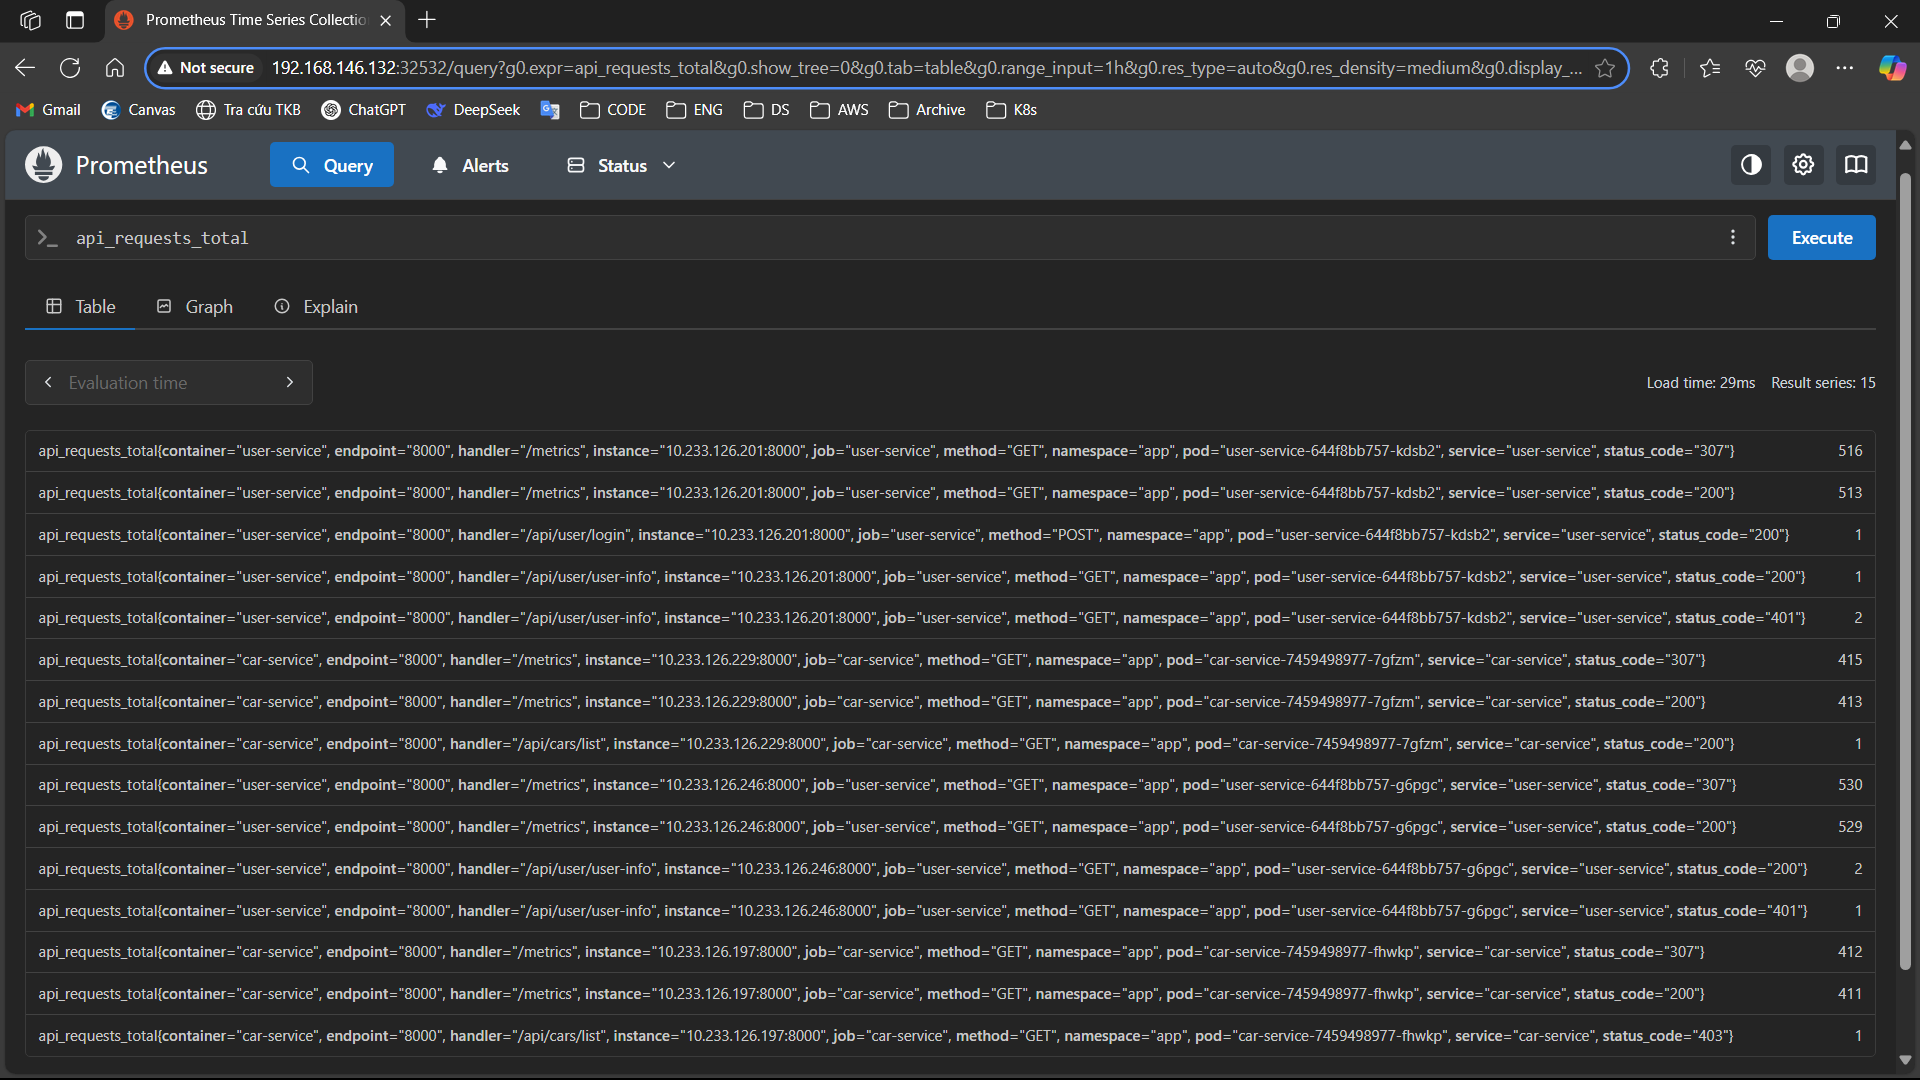 Prometheus Time Series Collectio
Not secure 192.168.146.132:32532/query?g0.expr=api_requests_total&g0.show_tree=0&g0.tab=table&g0.range_input=1h&g0.res_type=auto&g0.res_density=medium&g0.display_...
Gmail Canvas Tra cứu TKB ChatGPT DeepSeek CODE ENG DS AWS Archive K8s
Prometheus Query Alerts Status
>_ api_requests_total Execute
Table Graph Explain
Evaluation time Load time: 29ms Result series: 15
api_requests_total{container="user-service", endpoint="8000", handler="/metrics", instance="10.233.126.201:8000", job="user-service", method="GET", namespace="app", pod="user-service-644f8bb757-kdsb2", service="user-service", status_code="307"} 516
api_requests_total{container="user-service", endpoint="8000", handler="/metrics", instance="10.233.126.201:8000", job="user-service", method="GET", namespace="app", pod="user-service-644f8bb757-kdsb2", service="user-service", status_code="200"} 513
api_requests_total{container="user-service", endpoint="8000", handler="/api/user/login", instance="10.233.126.201:8000", job="user-service", method="POST", namespace="app", pod="user-service-644f8bb757-kdsb2", service="user-service", status_code="200"} 1
api_requests_total{container="user-service", endpoint="8000", handler="/api/user/user-info", instance="10.233.126.201:8000", job="user-service", method="GET", namespace="app", pod="user-service-644f8bb757-kdsb2", service="user-service", status_code="200"} 1
api_requests_total{container="user-service", endpoint="8000", handler="/api/user/user-info", instance="10.233.126.201:8000", job="user-service", method="GET", namespace="app", pod="user-service-644f8bb757-kdsb2", service="user-service", status_code="401"} 2
api_requests_total{container="car-service", endpoint="8000", handler="/metrics", instance="10.233.126.229:8000", job="car-service", method="GET", namespace="app", pod="car-service-7459498977-7gfzm", service="car-service", status_code="307"} 415
api_requests_total{container="car-service", endpoint="8000", handler="/metrics", instance="10.233.126.229:8000", job="car-service", method="GET", namespace="app", pod="car-service-7459498977-7gfzm", service="car-service", status_code="200"} 413
api_requests_total{container="car-service", endpoint="8000", handler="/api/cars/list", instance="10.233.126.229:8000", job="car-service", method="GET", namespace="app", pod="car-service-7459498977-7gfzm", service="car-service", status_code="200"} 1
api_requests_total{container="user-service", endpoint="8000", handler="/metrics", instance="10.233.126.246:8000", job="user-service", method="GET", namespace="app", pod="user-service-644f8bb757-g6pgc", service="user-service", status_code="307"} 530
api_requests_total{container="user-service", endpoint="8000", handler="/metrics", instance="10.233.126.246:8000", job="user-service", method="GET", namespace="app", pod="user-service-644f8bb757-g6pgc", service="user-service", status_code="200"} 529
api_requests_total{container="user-service", endpoint="8000", handler="/api/user/user-info", instance="10.233.126.246:8000", job="user-service", method="GET", namespace="app", pod="user-service-644f8bb757-g6pgc", service="user-service", status_code="200"} 2
api_requests_total{container="user-service", endpoint="8000", handler="/api/user/user-info", instance="10.233.126.246:8000", job="user-service", method="GET", namespace="app", pod="user-service-644f8bb757-g6pgc", service="user-service", status_code="401"} 1
api_requests_total{container="car-service", endpoint="8000", handler="/metrics", instance="10.233.126.197:8000", job="car-service", method="GET", namespace="app", pod="car-service-7459498977-fhwkp", service="car-service", status_code="307"} 412
api_requests_total{container="car-service", endpoint="8000", handler="/metrics", instance="10.233.126.197:8000", job="car-service", method="GET", namespace="app", pod="car-service-7459498977-fhwkp", service="car-service", status_code="200"} 411
api_requests_total{container="car-service", endpoint="8000", handler="/api/cars/list", instance="10.233.126.197:8000", job="car-service", method="GET", namespace="app", pod="car-service-7459498977-fhwkp", service="car-service", status_code="403"} 1